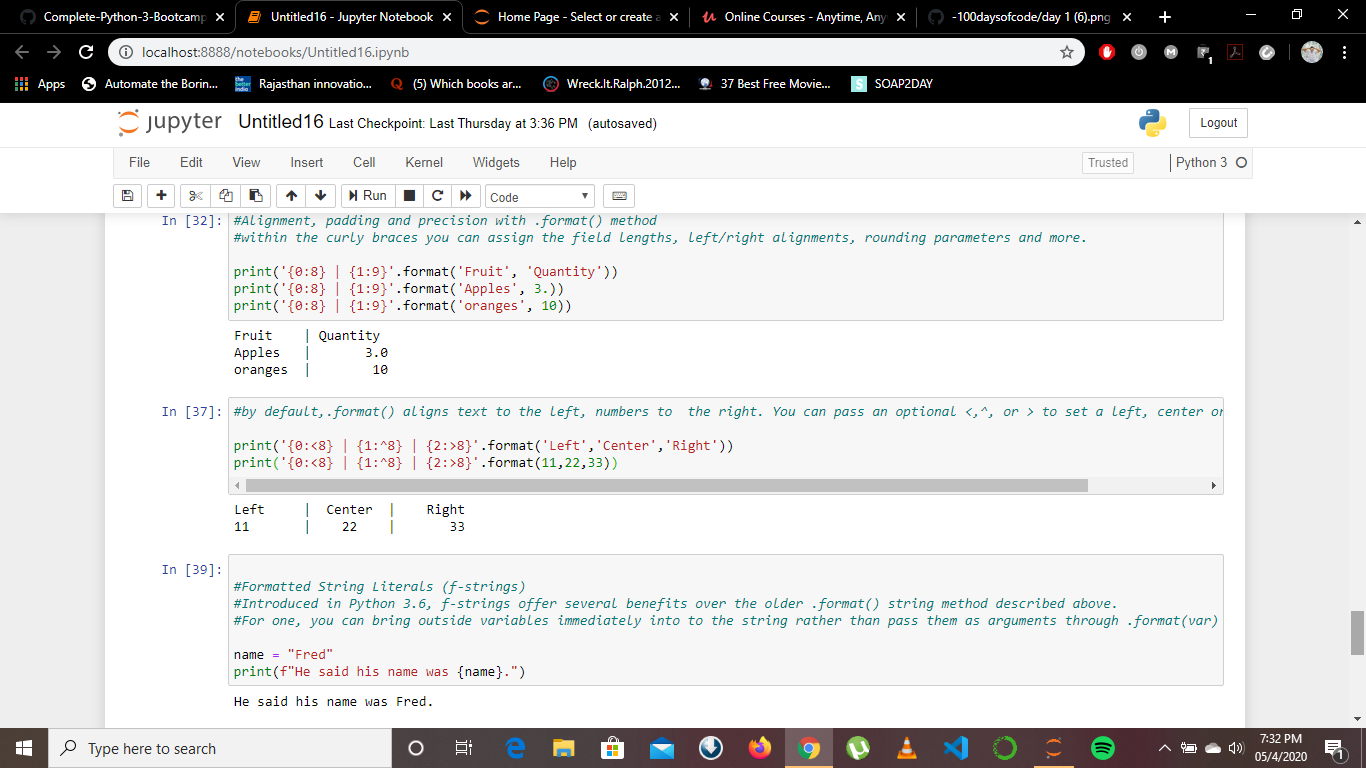 Complete-Python-3-Bootcamp
Untitled16 - Jupyter Notebook
Home Page - Select or create a
Online Courses - Anytime, Any
-100daysofcode/day 1 (6).png
localhost:8888/notebooks/Untitled16.ipynb
Apps
Automate the Borin...
Rajasthan innovatio...
(5) Which books ar...
Wreck.It.Ralph.2012...
37 Best Free Movie...
SOAP2DAY
jupyter Untitled16 Last Checkpoint: Last Thursday at 3:36 PM (autosaved)
Logout
File Edit View Insert Cell Kernel Widgets Help
Trusted
Python 3
Run
Code
In [32]:
#Alignment, padding and precision with .format() method
#within the curly braces you can assign the field lengths, left/right alignments, rounding parameters and more.
print('{0:8} | {1:9}'.format('Fruit', 'Quantity'))
print('{0:8} | {1:9}'.format('Apples', 3.))
print('{0:8} | {1:9}'.format('oranges', 10))
Fruit    | Quantity
Apples   |       3.0
oranges  |        10
In [37]:
#by default,.format() aligns text to the left, numbers to  the right. You can pass an optional <,^, or > to set a left, center or
print('{0:<8} | {1:^8} | {2:>8}'.format('Left','Center','Right'))
print('{0:<8} | {1:^8} | {2:>8}'.format(11,22,33))
Left     |  Center  |    Right
11       |    22    |       33
In [39]:
#Formatted String Literals (f-strings)
#Introduced in Python 3.6, f-strings offer several benefits over the older .format() string method described above.
#For one, you can bring outside variables immediately into to the string rather than pass them as arguments through .format(var)
name = "Fred"
print(f"He said his name was {name}.")
He said his name was Fred.
Type here to search
7:32 PM
05/4/2020
1